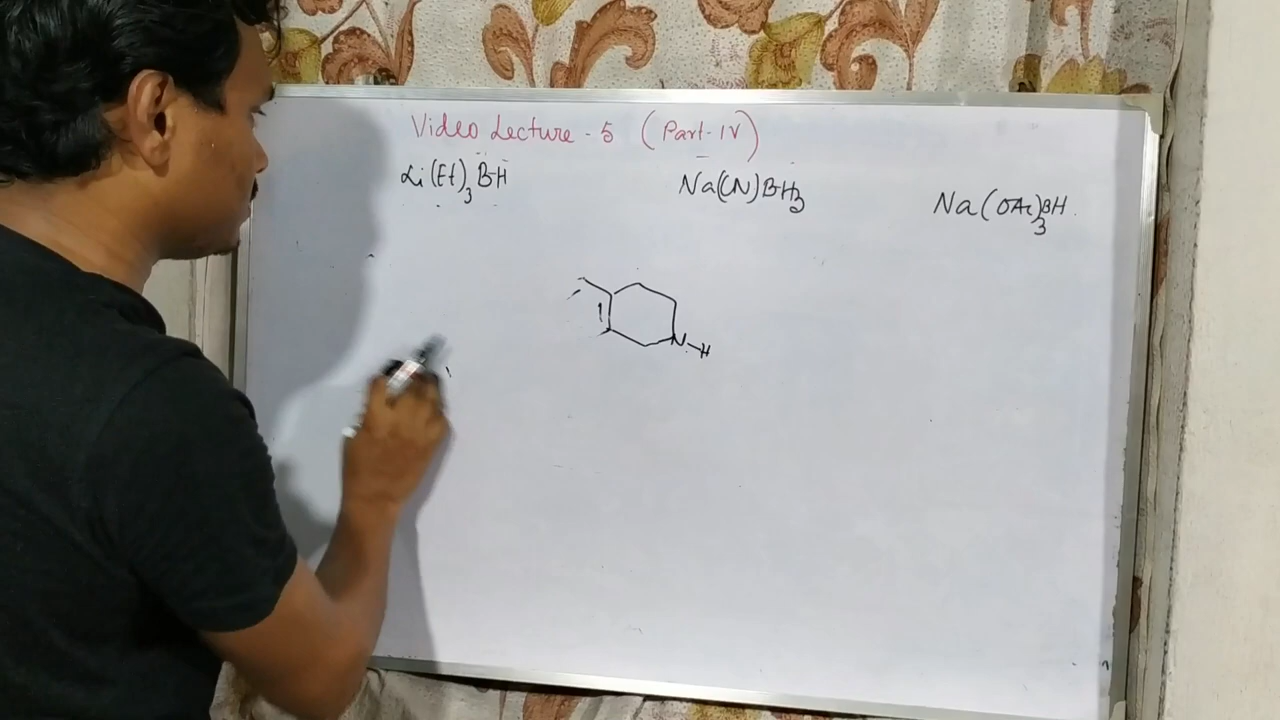 Video Lecture - 5 (Part-IV)
Li(Et)3BH Na(CN)BH3 Na(OAc)3BH
N-H